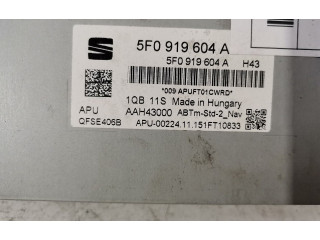 5F0 919 604 A
5F0 919 604 A H43
*009 APUFT01CWRD*
1QB 11S Made in Hungary
APU AAH43000 ABTm-Std-2_Nav
QFSE406B APU-00224.11.151FT10833